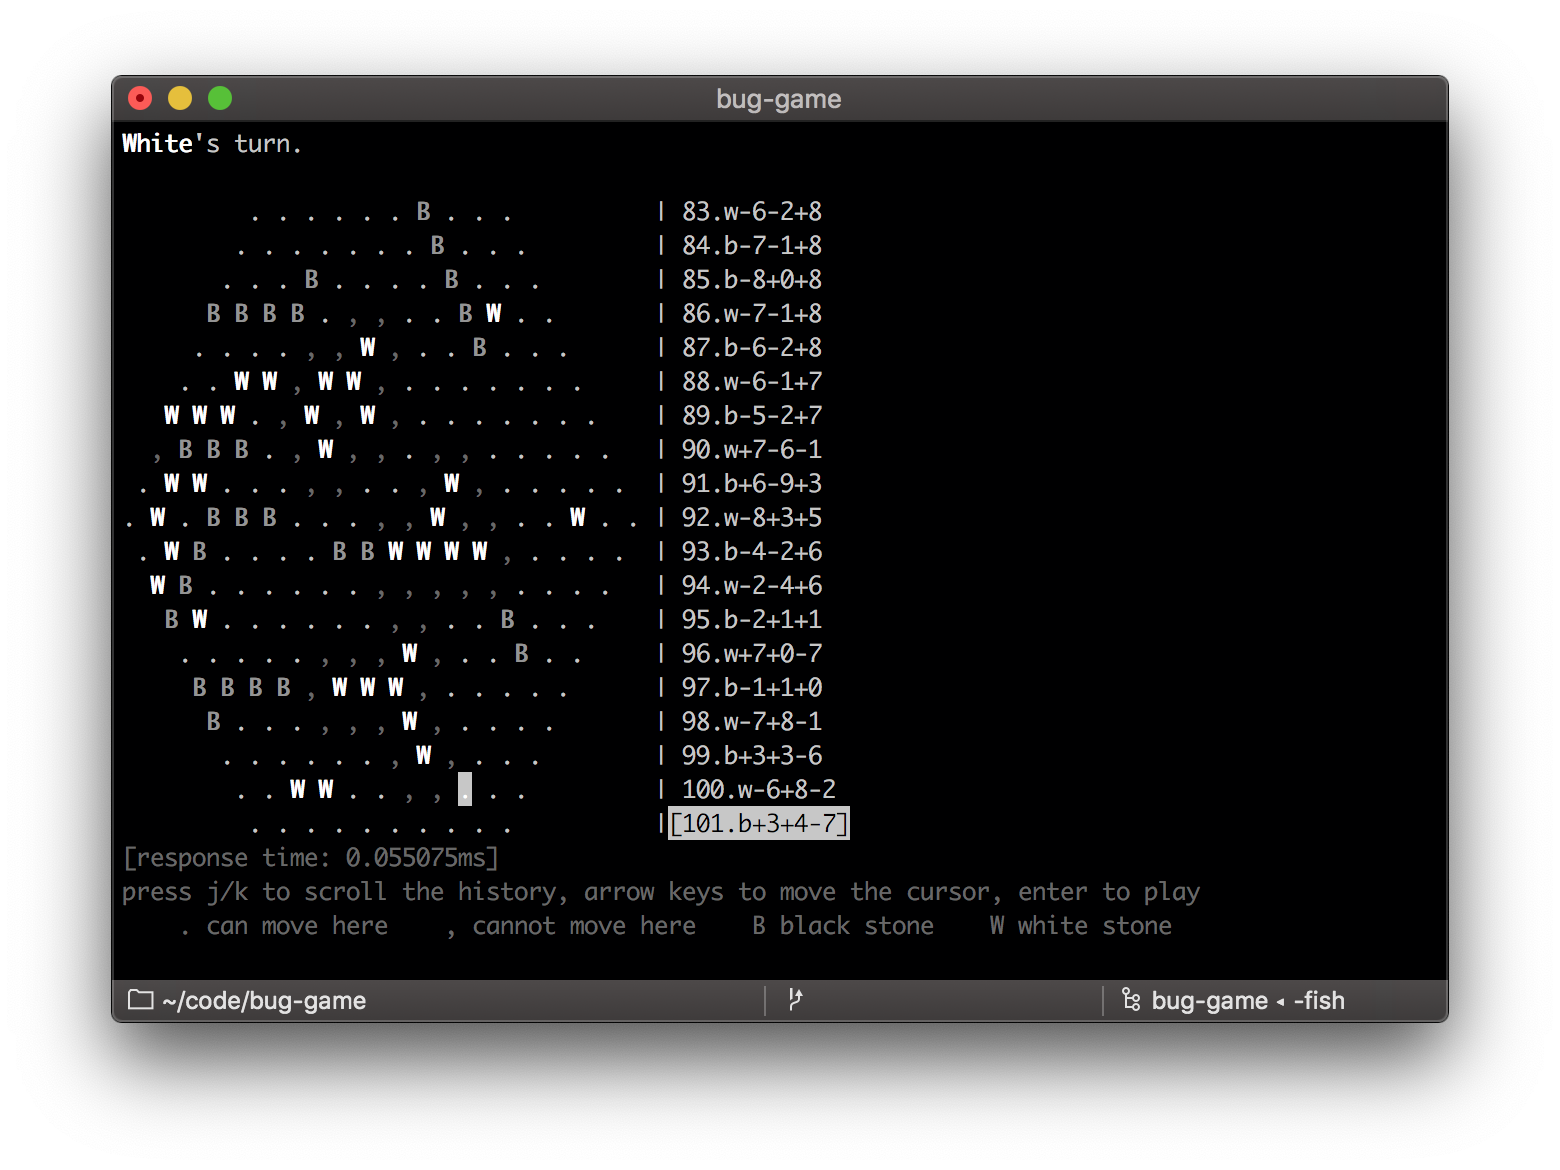 bug-game
White's turn.
. . . . . . B . . . | 83.w-6-2+8
. . . . . . . B . . . | 84.b-7-1+8
. . . B . . . . B . . . | 85.b-8+0+8
B B B B . , , . . B W . . | 86.w-7-1+8
. . . . , , W , . . B . . . | 87.b-6-2+8
. . W W , W W , . . . . . . . | 88.w-6-1+7
W W W . , W , W , . . . . . . . | 89.b-5-2+7
, B B B . , W , , . , , . . . . . | 90.w+7-6-1
. W W . . . , , . . , W , . . . . . | 91.b+6-9+3
. W . B B B . . . , , W , , . . W . . | 92.w-8+3+5
. W B . . . . B B W W W W , . . . . | 93.b-4-2+6
W B . . . . . . , , , , , . . . . | 94.w-2-4+6
B W . . . . . . , , . . B . . . | 95.b-2+1+1
. . . . . , , , W , . . B . . | 96.w+7+0-7
B B B B , W W W , . . . . . | 97.b-1+1+0
B . . . , , , W , . . . . | 98.w-7+8-1
. . . . . . , W , . . . | 99.b+3+3-6
. . W W . . , , . . . | 100.w-6+8-2
. . . . . . . . . . |[101.b+3+4-7]
[response time: 0.055075ms]
press j/k to scroll the history, arrow keys to move the cursor, enter to play
. can move here , cannot move here B black stone W white stone
~/code/bug-game bug-game ◂ -fish